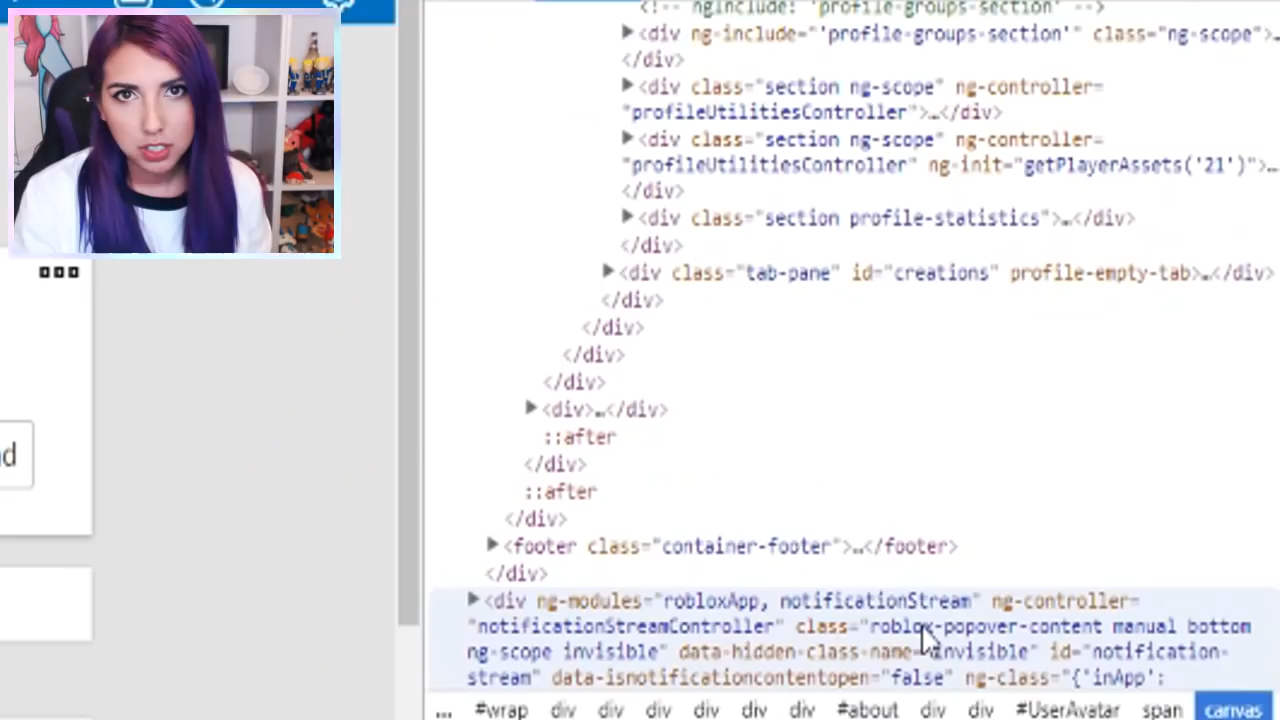 <!-- ngInclude: 'profile-groups-section' -->
<div ng-include="'profile-groups-section'" class="ng-scope">…
</div>
<div class="section ng-scope" ng-controller=
"profileUtilitiesController">…</div>
<div class="section ng-scope" ng-controller=
"profileUtilitiesController" ng-init="getPlayerAssets('21')">…
</div>
<div class="section profile-statistics">…</div>
</div>
<div class="tab-pane" id="creations" profile-empty-tab>…</div>
</div>
</div>
</div>
</div>
<div>…</div>
::after
</div>
::after
</div>
<footer class="container-footer">…</footer>
</div>
<div ng-modules="robloxApp, notificationStream" ng-controller=
"notificationStreamController" class="roblox-popover-content manual bottom
ng-scope invisible" data-hidden-class-name="invisible" id="notification-
stream" data-isnotificationcontentopen="false" ng-class="{'inApp':
... #wrap div div div div div #about div div #UserAvatar span canvas
nd